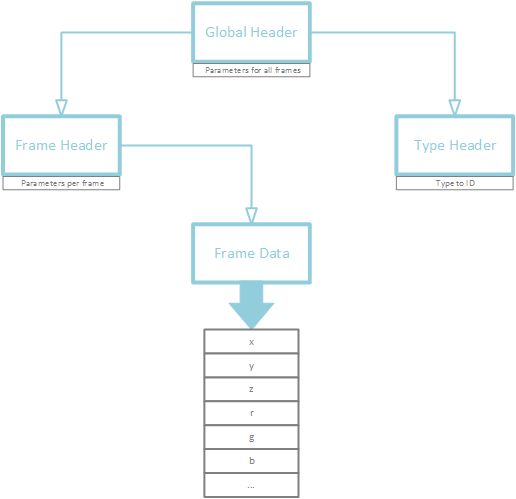 Global Header
Parameters for all frames
Frame Header
Parameters per frame
Type Header
Type to ID
Frame Data
x
y
z
r
g
b
...